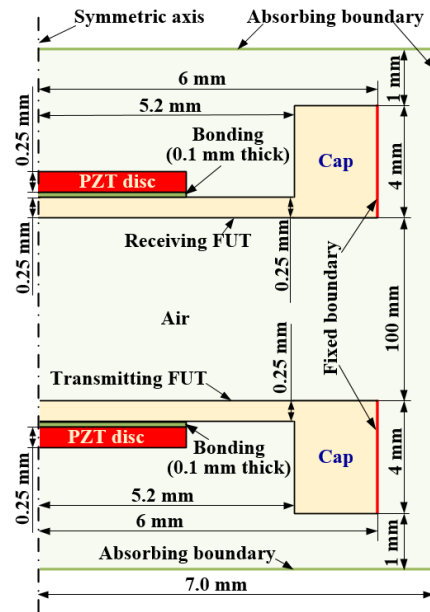 Symmetric axis
Absorbing boundary
6 mm
1 mm
5.2 mm
Bonding
(0.1 mm thick)
0.25 mm
PZT disc
Cap
4 mm
0.25 mm
Receiving FUT
0.25 mm
Air
Fixed boundary
100 mm
0.25 mm
Transmitting FUT
PZT disc
Bonding
(0.1 mm thick)
Cap
4 mm
0.25 mm
5.2 mm
6 mm
1 mm
Absorbing boundary
7.0 mm